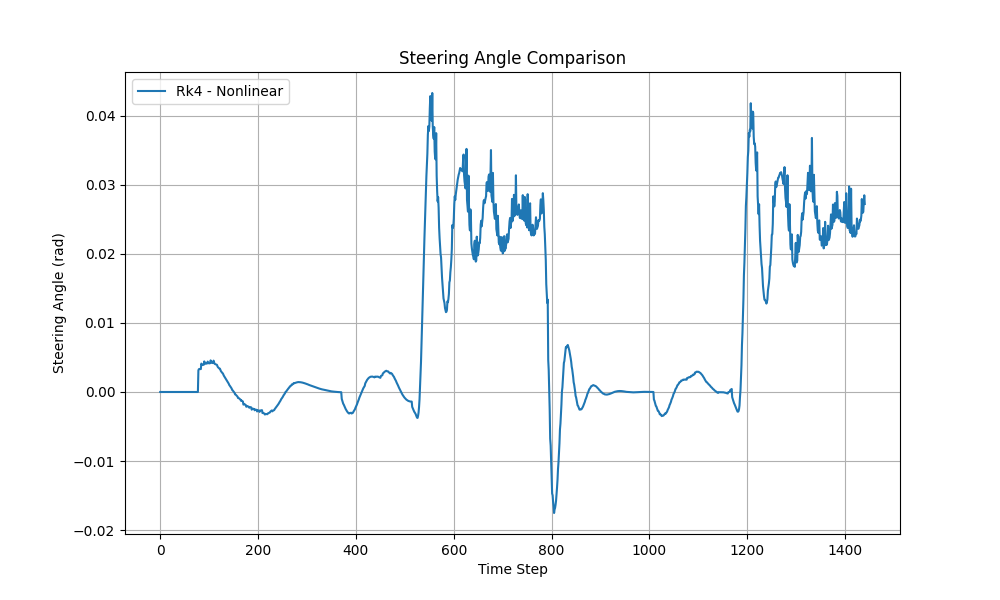 Steering Angle Comparison
Rk4 - Nonlinear
Steering Angle (rad)
0.04
0.03
0.02
0.01
0.00
−0.01
−0.02
0 200 400 600 800 1000 1200 1400
Time Step